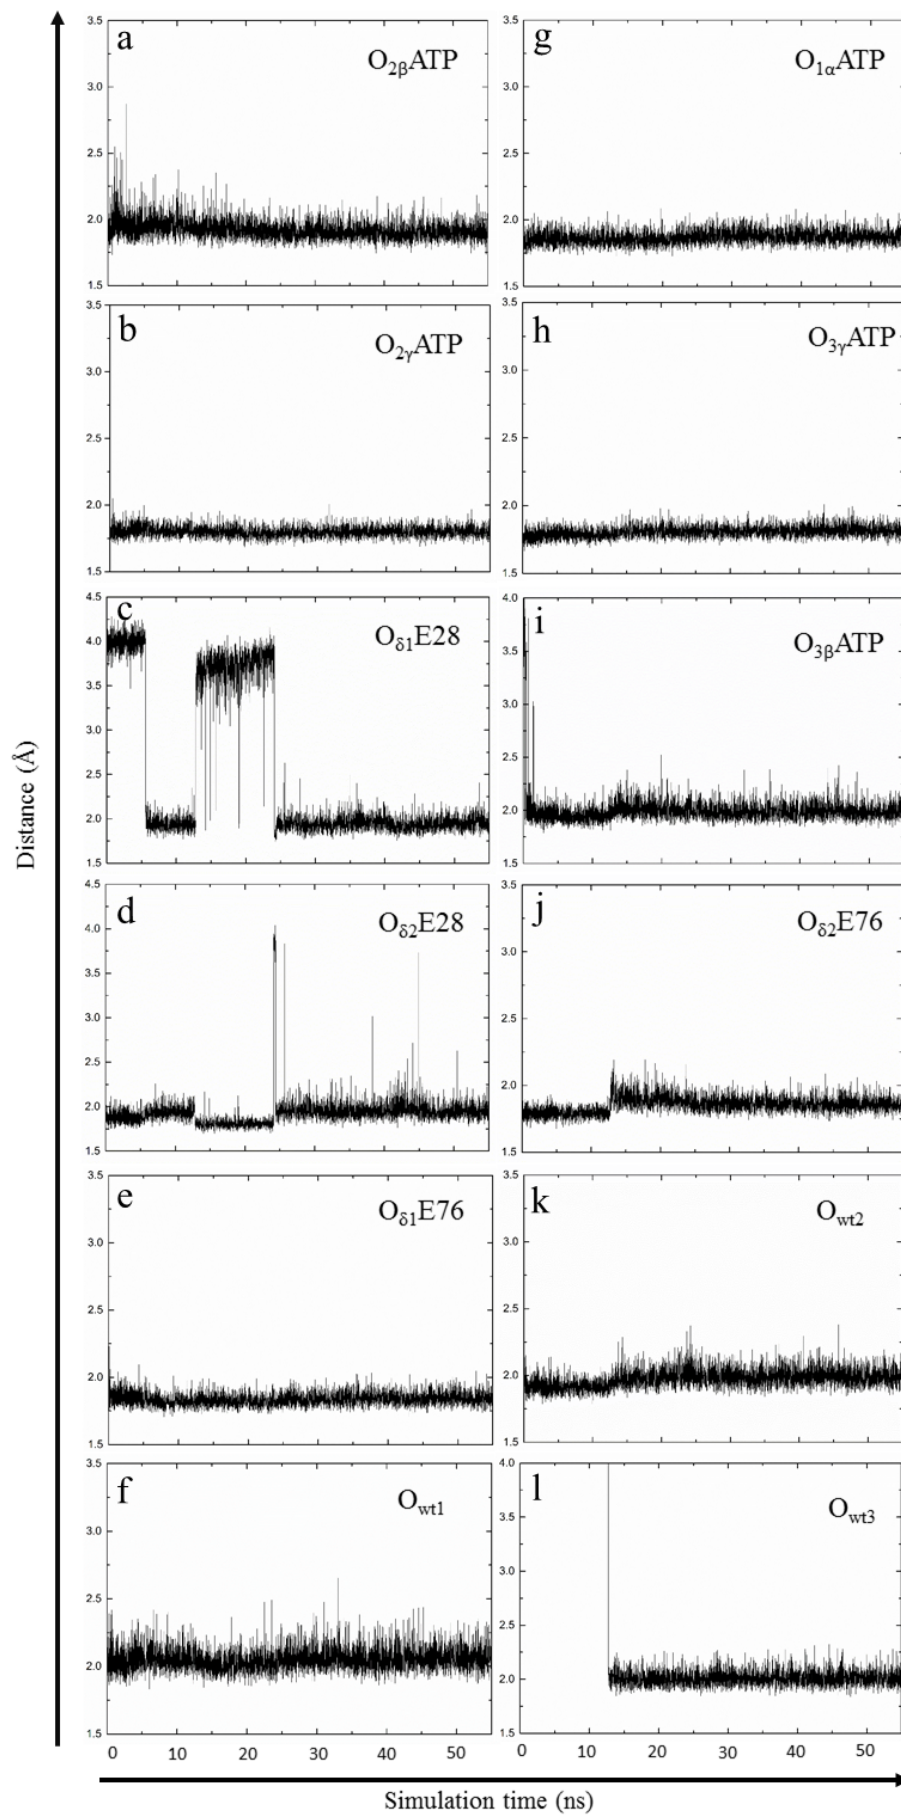 Distance (Å)
a
O2βATP
3.5
3.0
2.5
2.0
1.5
g
O1αATP
3.5
3.0
2.5
2.0
1.5
b
O2γATP
3.5
3.0
2.5
2.0
1.5
h
O3γATP
3.5
3.0
2.5
2.0
1.5
c
Oδ1E28
4.5
4.0
3.5
3.0
2.5
2.0
1.5
i
O3βATP
4.0
3.5
3.0
2.5
2.0
1.5
d
Oδ2E28
4.5
4.0
3.5
3.0
2.5
2.0
1.5
j
Oδ2E76
3.5
3.0
2.5
2.0
1.5
e
Oδ1E76
3.5
3.0
2.5
2.0
1.5
k
Owt2
3.5
3.0
2.5
2.0
1.5
f
Owt1
3.5
3.0
2.5
2.0
1.5
0 10 20 30 40 50
l
Owt3
4.0
3.5
3.0
2.5
2.0
1.5
0 10 20 30 40 50
Simulation time (ns)